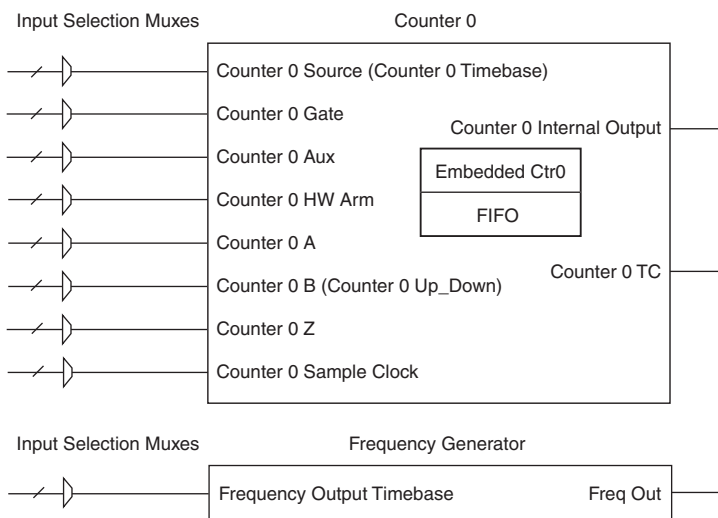 Input Selection Muxes
Counter 0
Counter 0 Source (Counter 0 Timebase)
Counter 0 Gate
Counter 0 Internal Output
Counter 0 Aux
Embedded Ctr0
Counter 0 HW Arm
FIFO
Counter 0 A
Counter 0 TC
Counter 0 B (Counter 0 Up_Down)
Counter 0 Z
Counter 0 Sample Clock
Input Selection Muxes
Frequency Generator
Frequency Output Timebase
Freq Out